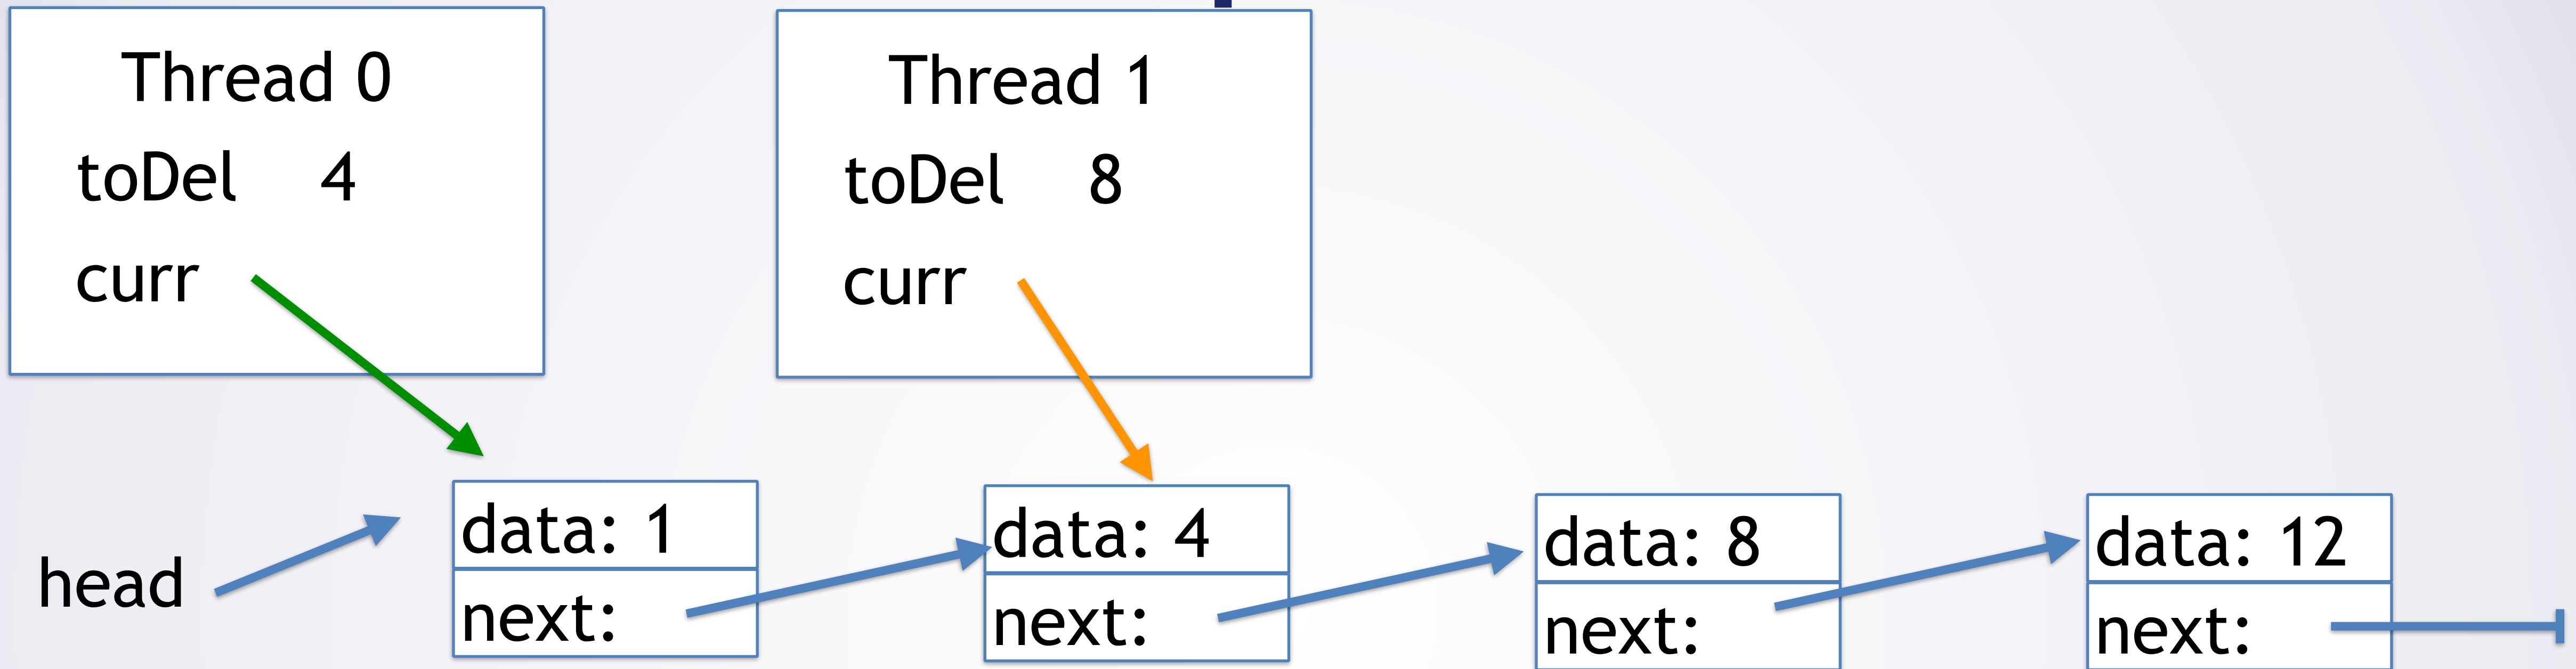 Thread 0
toDel 4
curr
Thread 1
toDel 8
curr
head
data: 1
next:
data: 4
next:
data: 8
next:
data: 12
next: